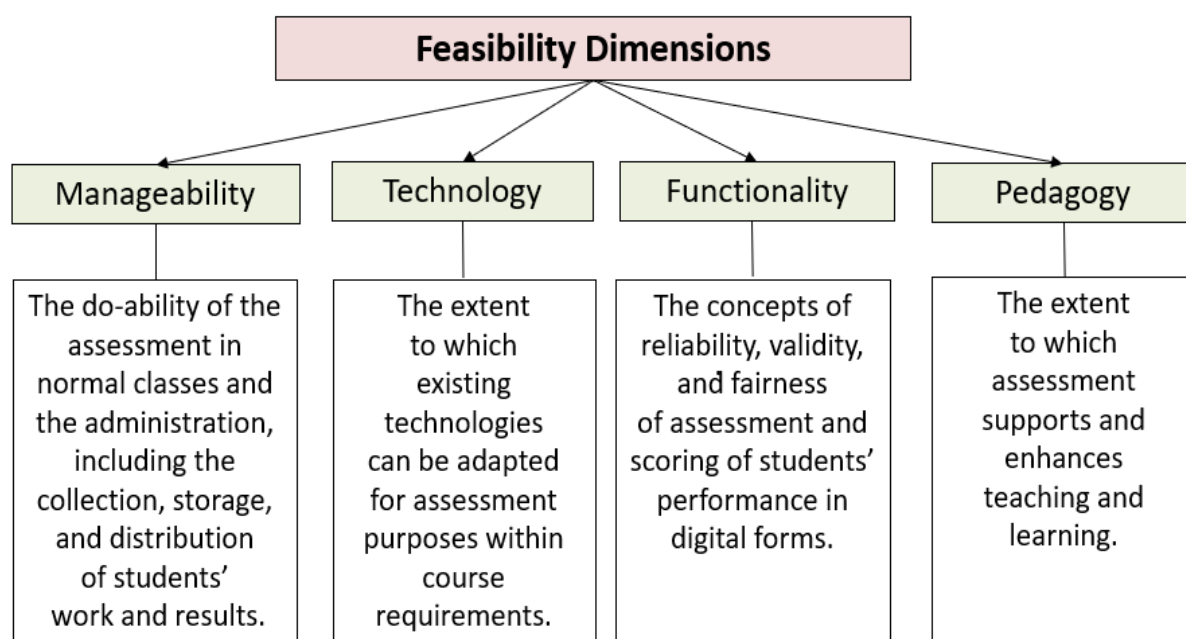 Feasibility Dimensions
Manageability
Technology
Functionality
Pedagogy
The do-ability of the
assessment in
normal classes and
the administration,
including the
collection, storage,
and distribution
of students’
work and results.
The extent
to which
existing
technologies
can be adapted
for assessment
purposes within
course
requirements.
The concepts of
reliability, validity,
and fairness
of assessment and
scoring of students’
performance in
digital forms.
The extent
to which
assessment
supports and
enhances
teaching and
learning.